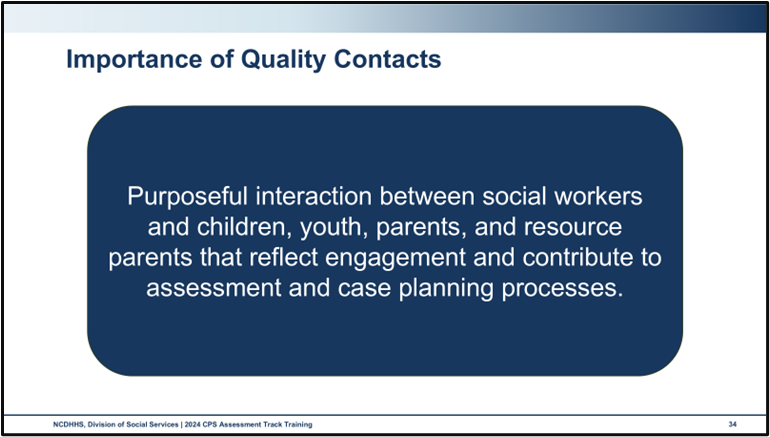 Importance of Quality Contacts
Purposeful interaction between social workers
and children, youth, parents, and resource
parents that reflect engagement and contribute to
assessment and case planning processes.
NCDHHS, Division of Social Services | 2024 CPS Assessment Track Training
34